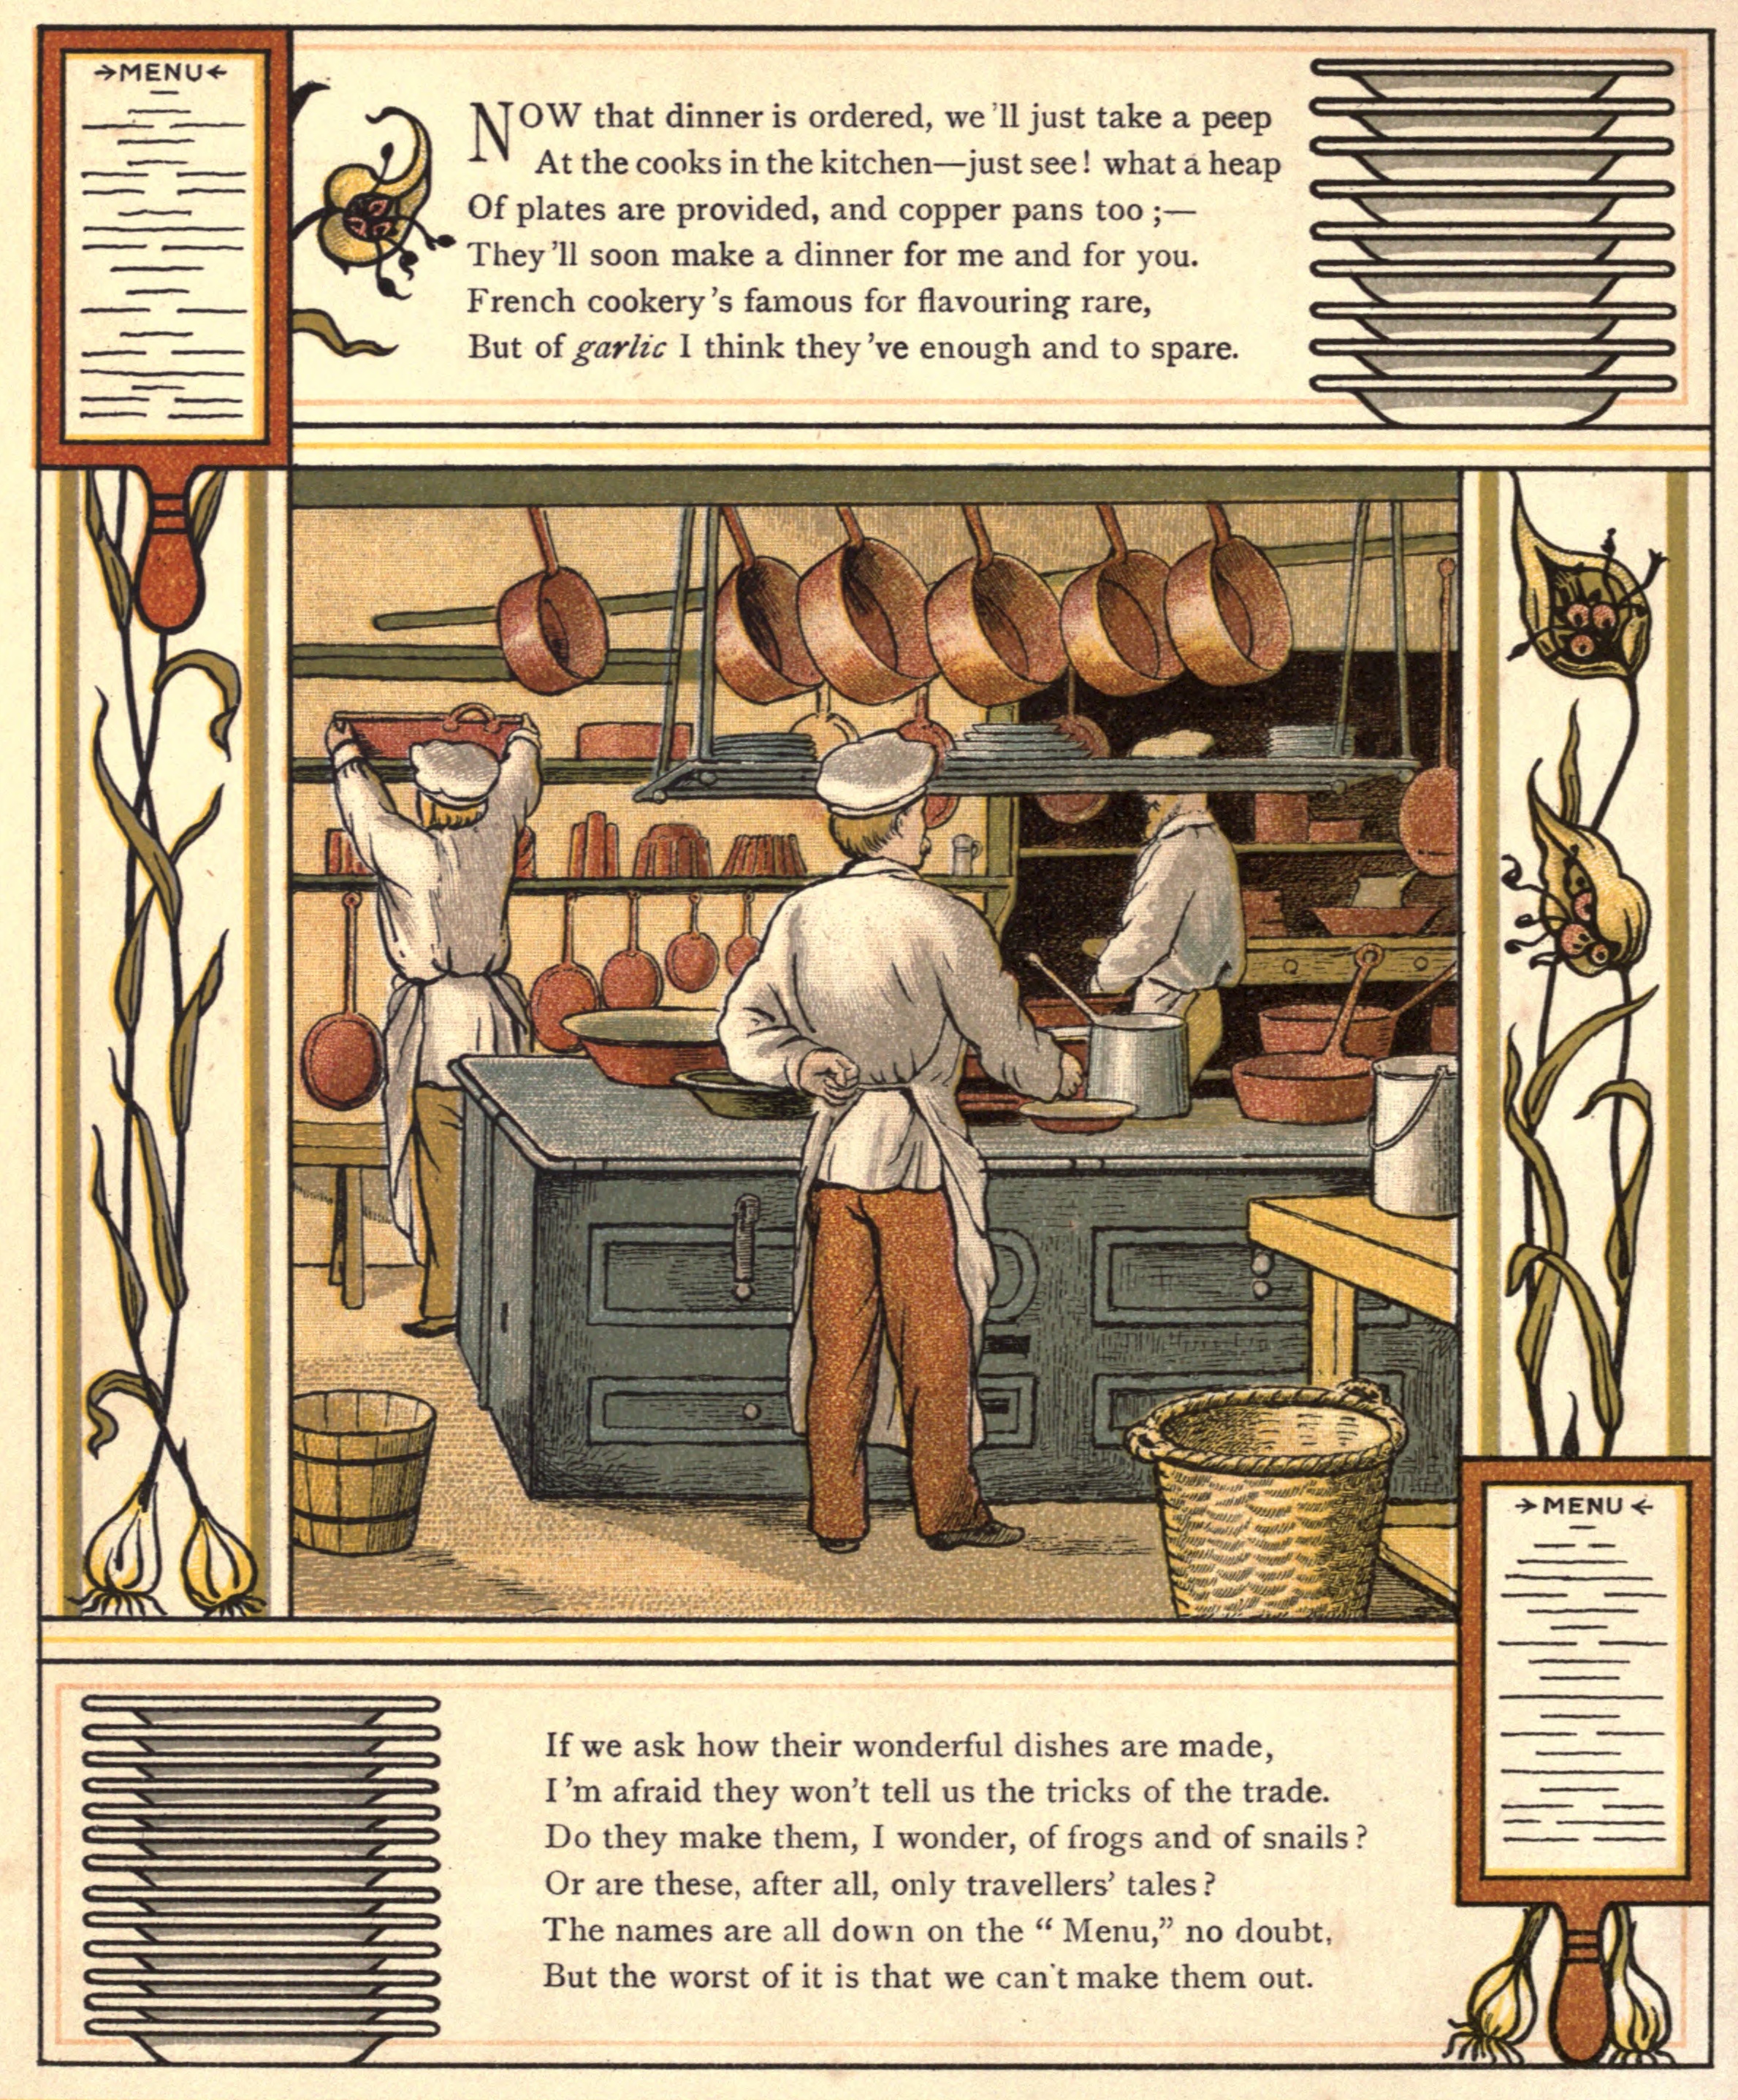 →MENU←
NOW that dinner is ordered, we'll just take a peep
At the cooks in the kitchen—just see! what a heap
Of plates are provided, and copper pans too;—
They'll soon make a dinner for me and for you.
French cookery's famous for flavouring rare,
But of garlic I think they've enough and to spare.
→MENU←
If we ask how their wonderful dishes are made,
I'm afraid they won't tell us the tricks of the trade.
Do they make them, I wonder, of frogs and of snails?
Or are these, after all, only travellers' tales?
The names are all down on the “Menu,” no doubt,
But the worst of it is that we can't make them out.